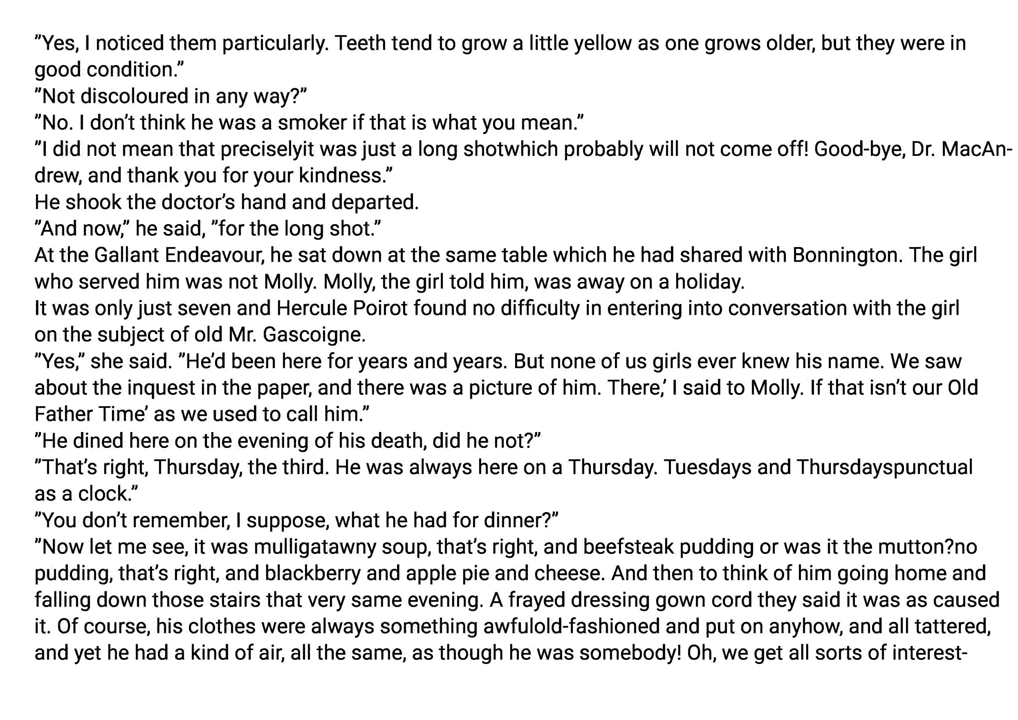 ”Yes, I noticed them particularly. Teeth tend to grow a little yellow as one grows older, but they were in
good condition.”
”Not discoloured in any way?”
”No. I don’t think he was a smoker if that is what you mean.”
”I did not mean that preciselyit was just a long shotwhich probably will not come off! Good-bye, Dr. MacAn-
drew, and thank you for your kindness.”
He shook the doctor’s hand and departed.
”And now,” he said, ”for the long shot.”
At the Gallant Endeavour, he sat down at the same table which he had shared with Bonnington. The girl
who served him was not Molly. Molly, the girl told him, was away on a holiday.
It was only just seven and Hercule Poirot found no difficulty in entering into conversation with the girl
on the subject of old Mr. Gascoigne.
”Yes,” she said. ”He’d been here for years and years. But none of us girls ever knew his name. We saw
about the inquest in the paper, and there was a picture of him. There,’ I said to Molly. If that isn’t our Old
Father Time’ as we used to call him.”
”He dined here on the evening of his death, did he not?”
”That’s right, Thursday, the third. He was always here on a Thursday. Tuesdays and Thursdayspunctual
as a clock.”
”You don’t remember, I suppose, what he had for dinner?”
”Now let me see, it was mulligatawny soup, that’s right, and beefsteak pudding or was it the mutton?no
pudding, that’s right, and blackberry and apple pie and cheese. And then to think of him going home and
falling down those stairs that very same evening. A frayed dressing gown cord they said it was as caused
it. Of course, his clothes were always something awfulold-fashioned and put on anyhow, and all tattered,
and yet he had a kind of air, all the same, as though he was somebody! Oh, we get all sorts of interest-